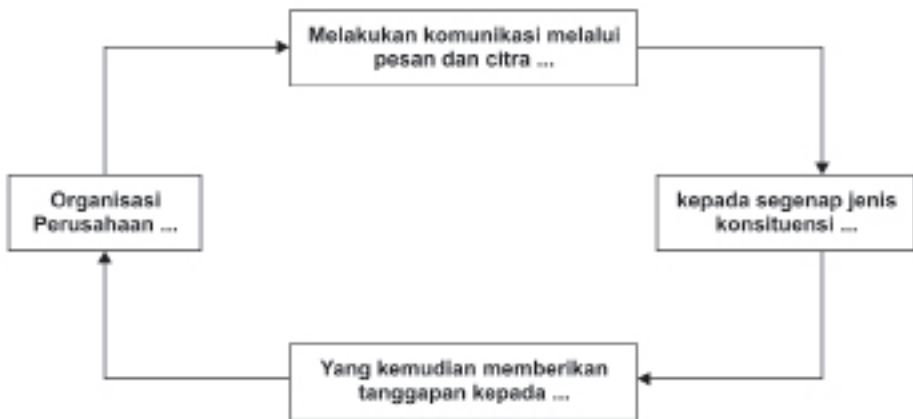 Melakukan komunikasi melalui
pesan dan citra ...
Organisasi
Perusahaan ...
kepada segenap jenis
konsituensi ...
Yang kemudian memberikan
tanggapan kepada ...